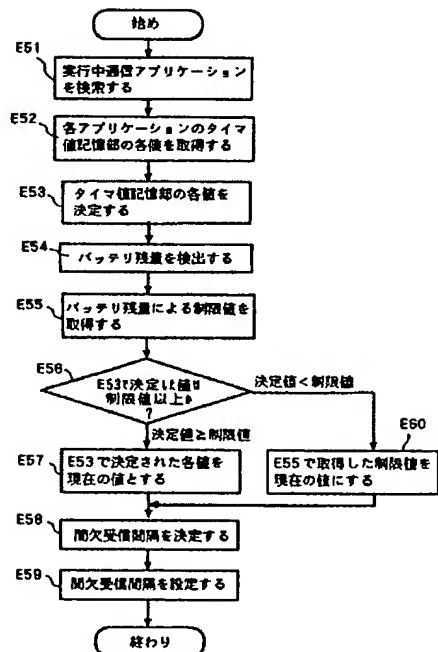 始め
E51
実行中通信アプリケーション
を検索する
E52
各アプリケーションのタイマ
値記憶部の各値を取得する
E53
タイマ値記憶部の各値を
決定する
E54
バッテリ残量を検出する
E55
バッテリ残量による制限値を
取得する
E56
E53で決定した値は
制限値以上か
?
決定値<制限値
決定値≥制限値
E57
E53で決定された各値を
現在の値とする
E60
E55で取得した制限値を
現在の値にする
E58
間欠受信間隔を決定する
E59
間欠受信間隔を設定する
終わり